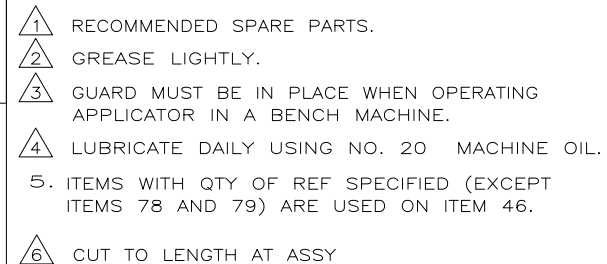 1 RECOMMENDED SPARE PARTS.
2 GREASE LIGHTLY.
3 GUARD MUST BE IN PLACE WHEN OPERATING
APPLICATOR IN A BENCH MACHINE.
4 LUBRICATE DAILY USING NO. 20 MACHINE OIL.
5. ITEMS WITH QTY OF REF SPECIFIED (EXCEPT
ITEMS 78 AND 79) ARE USED ON ITEM 46.
6 CUT TO LENGTH AT ASSY